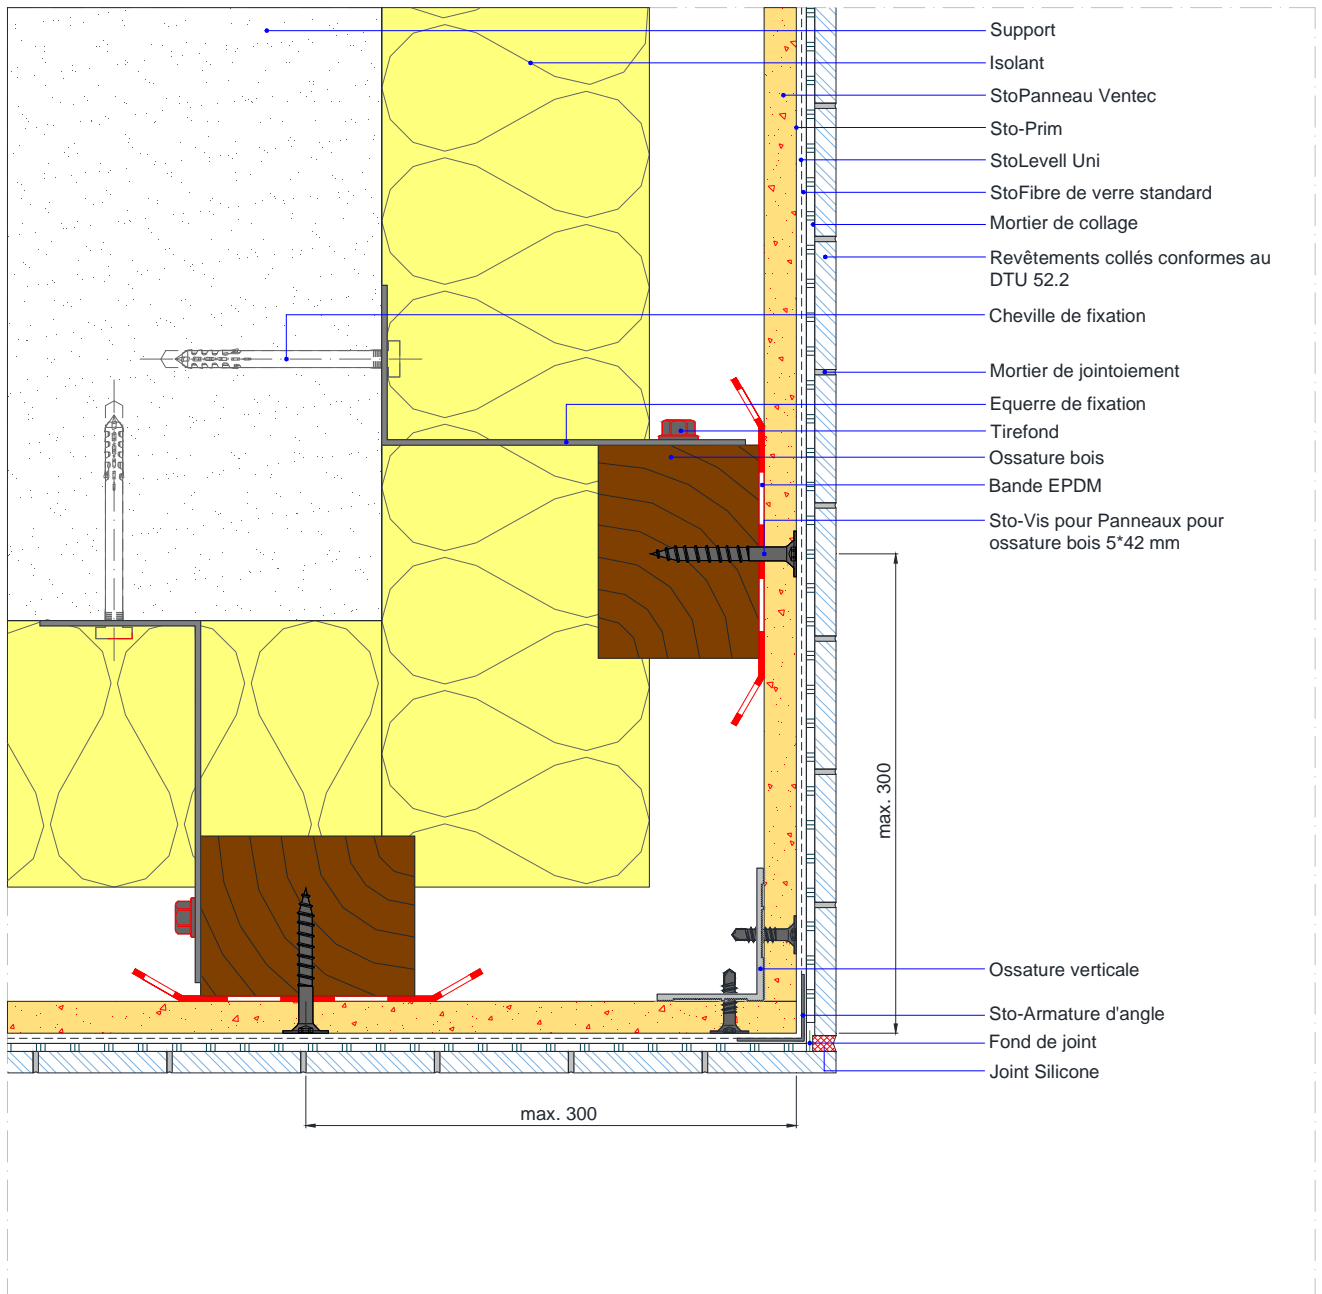 Support
Isolant
StoPanneau Ventec
Sto-Prim
StoLevell Uni
StoFibre de verre standard
Mortier de collage
Revêtements collés conformes au
DTU 52.2
Cheville de fixation
Mortier de jointoiement
Equerre de fixation
Tirefond
Ossature bois
Bande EPDM
Sto-Vis pour Panneaux pour
ossature bois 5*42 mm
max. 300
Ossature verticale
Sto-Armature d'angle
Fond de joint
Joint Silicone
max. 300